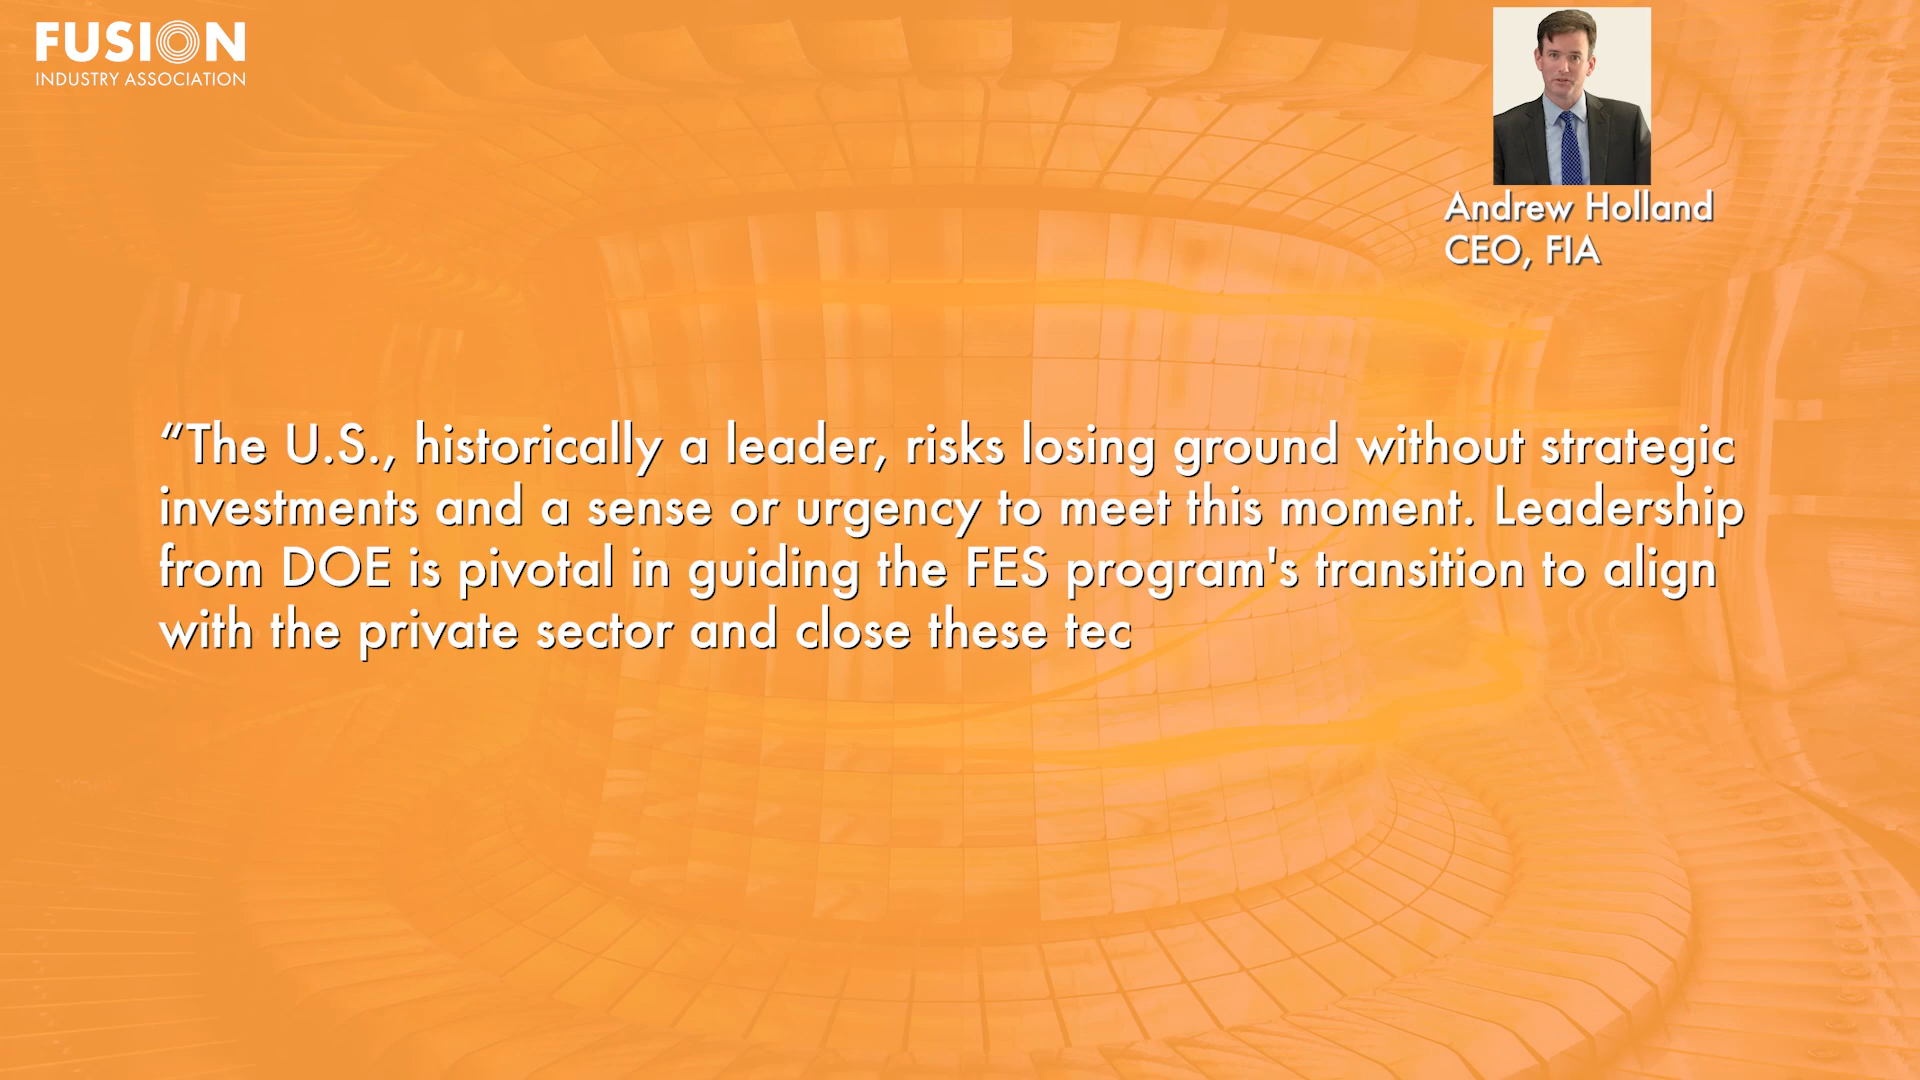 FUSION
INDUSTRY ASSOCIATION
Andrew Holland
CEO, FIA
“The U.S., historically a leader, risks losing ground without strategic
investments and a sense or urgency to meet this moment. Leadership
from DOE is pivotal in guiding the FES program's transition to align
with the private sector and close these tec